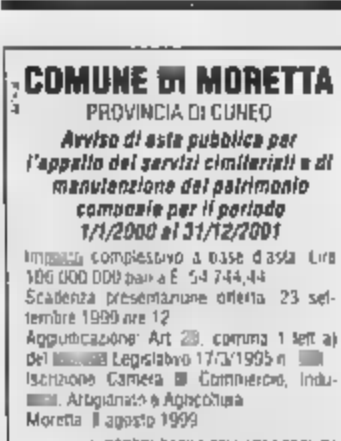 COMUNE DI MORETTA
PROVINCIA DI CUNEO
Avviso di asta pubblica per
l'appalto dei servizi cimiteriali e di
manutenzione del patrimonio
comunale per il periodo
1/1/2000 al 31/12/2001
complessivo a base d'asta Lire
106 000 000 pari a E 54 744,44
Scadenza presentazione offerta 23 set-
tembre 1999 ore 12
Aggiudicazione Art 23, comma 1 lett a)
del Legislativo 17/3/1995 n
Iscrizione Camera Commercio, Indu-
Artigianato e Agricoltura
Moretta agosto 1999